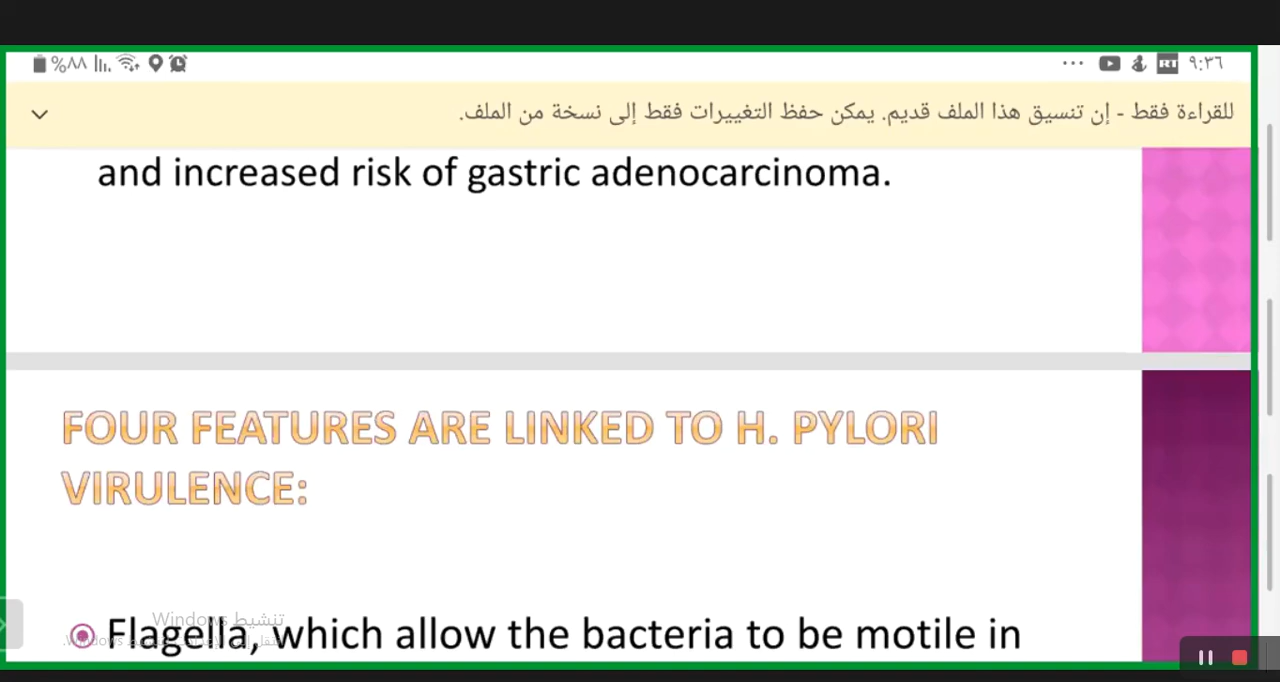 %٨٨
RT ٩:٣٦
للقراءة فقط - إن تنسيق هذا الملف قديم. يمكن حفظ التغييرات فقط إلى نسخة من الملف.
and increased risk of gastric adenocarcinoma.
FOUR FEATURES ARE LINKED TO H. PYLORI
VIRULENCE:
تنشيط Windows
Flagella, which allow the bacteria to be motile in